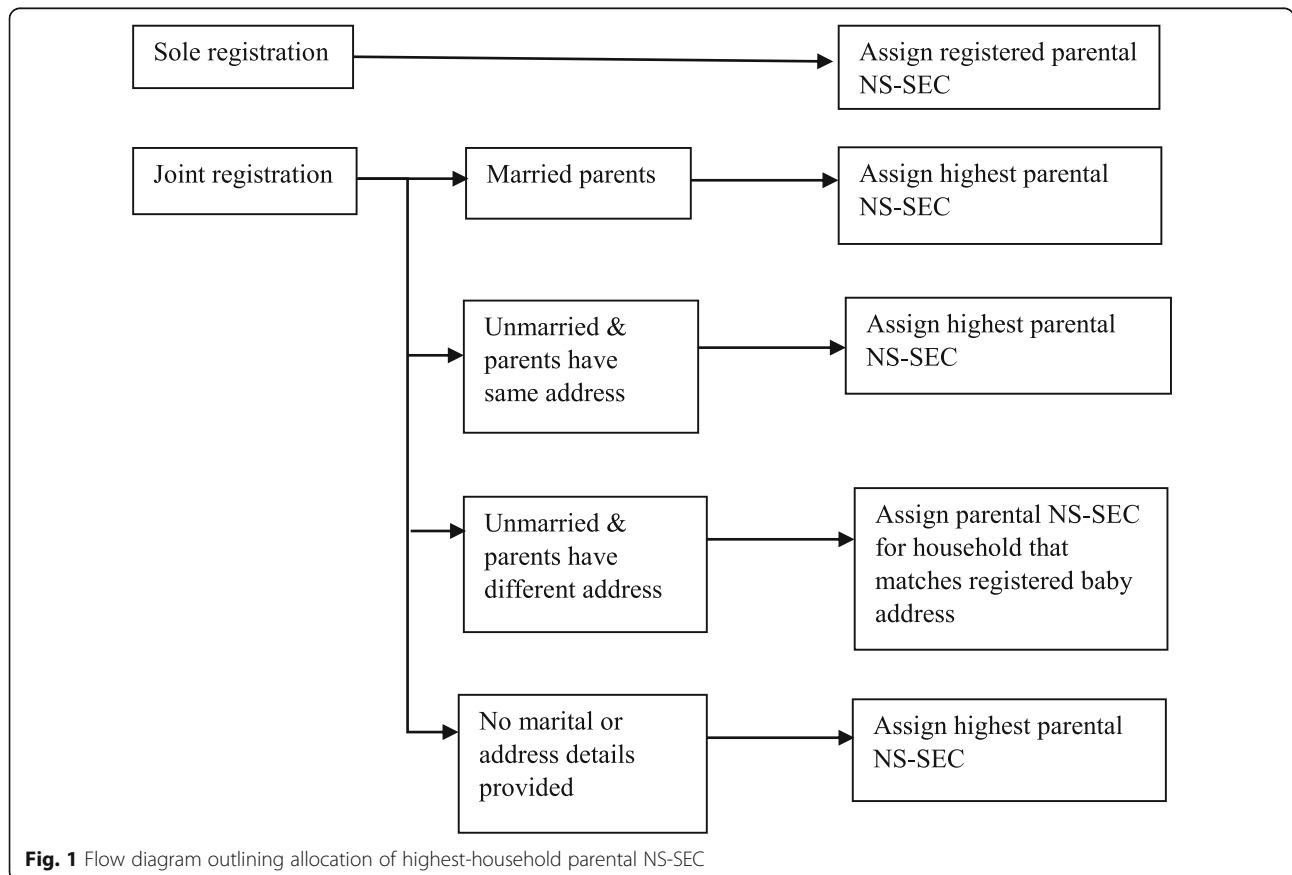 Sole registration
Assign registered parental
NS-SEC
Joint registration
Married parents
Assign highest parental
NS-SEC
Unmarried &
parents have
same address
Assign highest parental
NS-SEC
Unmarried &
parents have
different address
Assign parental NS-SEC
for household that
matches registered baby
address
No marital or
address details
provided
Assign highest parental
NS-SEC
Fig. 1 Flow diagram outlining allocation of highest-household parental NS-SEC